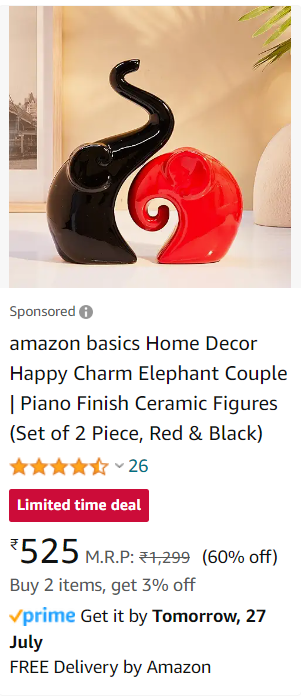 Sponsored
amazon basics Home Decor
Happy Charm Elephant Couple
| Piano Finish Ceramic Figures
(Set of 2 Piece, Red & Black)
26
Limited time deal
₹525 M.R.P: ₹1,299 (60% off)
Buy 2 items, get 3% off
prime Get it by Tomorrow, 27
July
FREE Delivery by Amazon